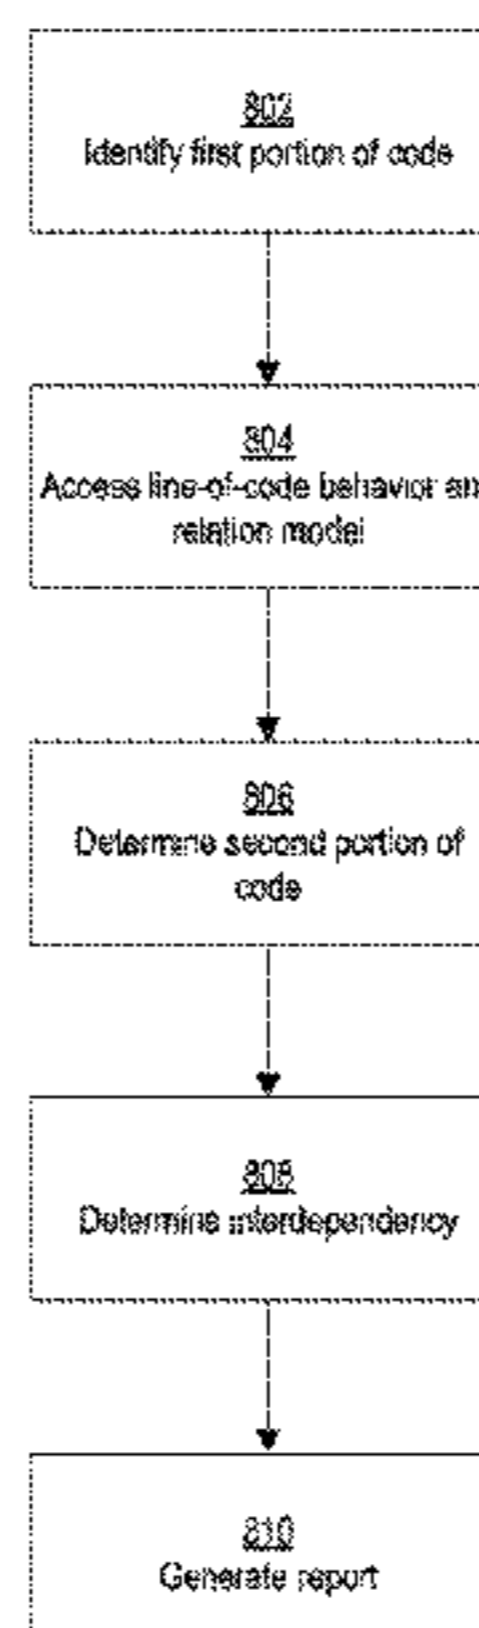 802
Identify first portion of code
804
Access line-of-code behavior an
relation model
806
Determine second portion of
code
808
Determine interdependency
810
Generate report